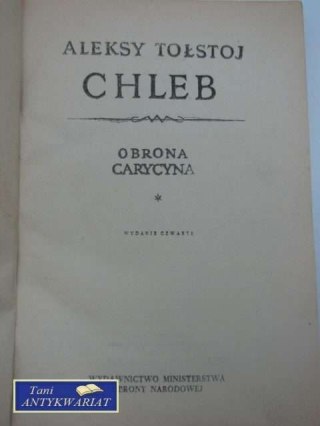 ALEKSY TOŁSTOJ
CHLEB
OBRONA
CARYCYNA
*
WYDANIE CZWARTE
WYDAWNICTWO MINISTERSTWA
OBRONY NARODOWEJ
Tani
ANTYKWARIAT